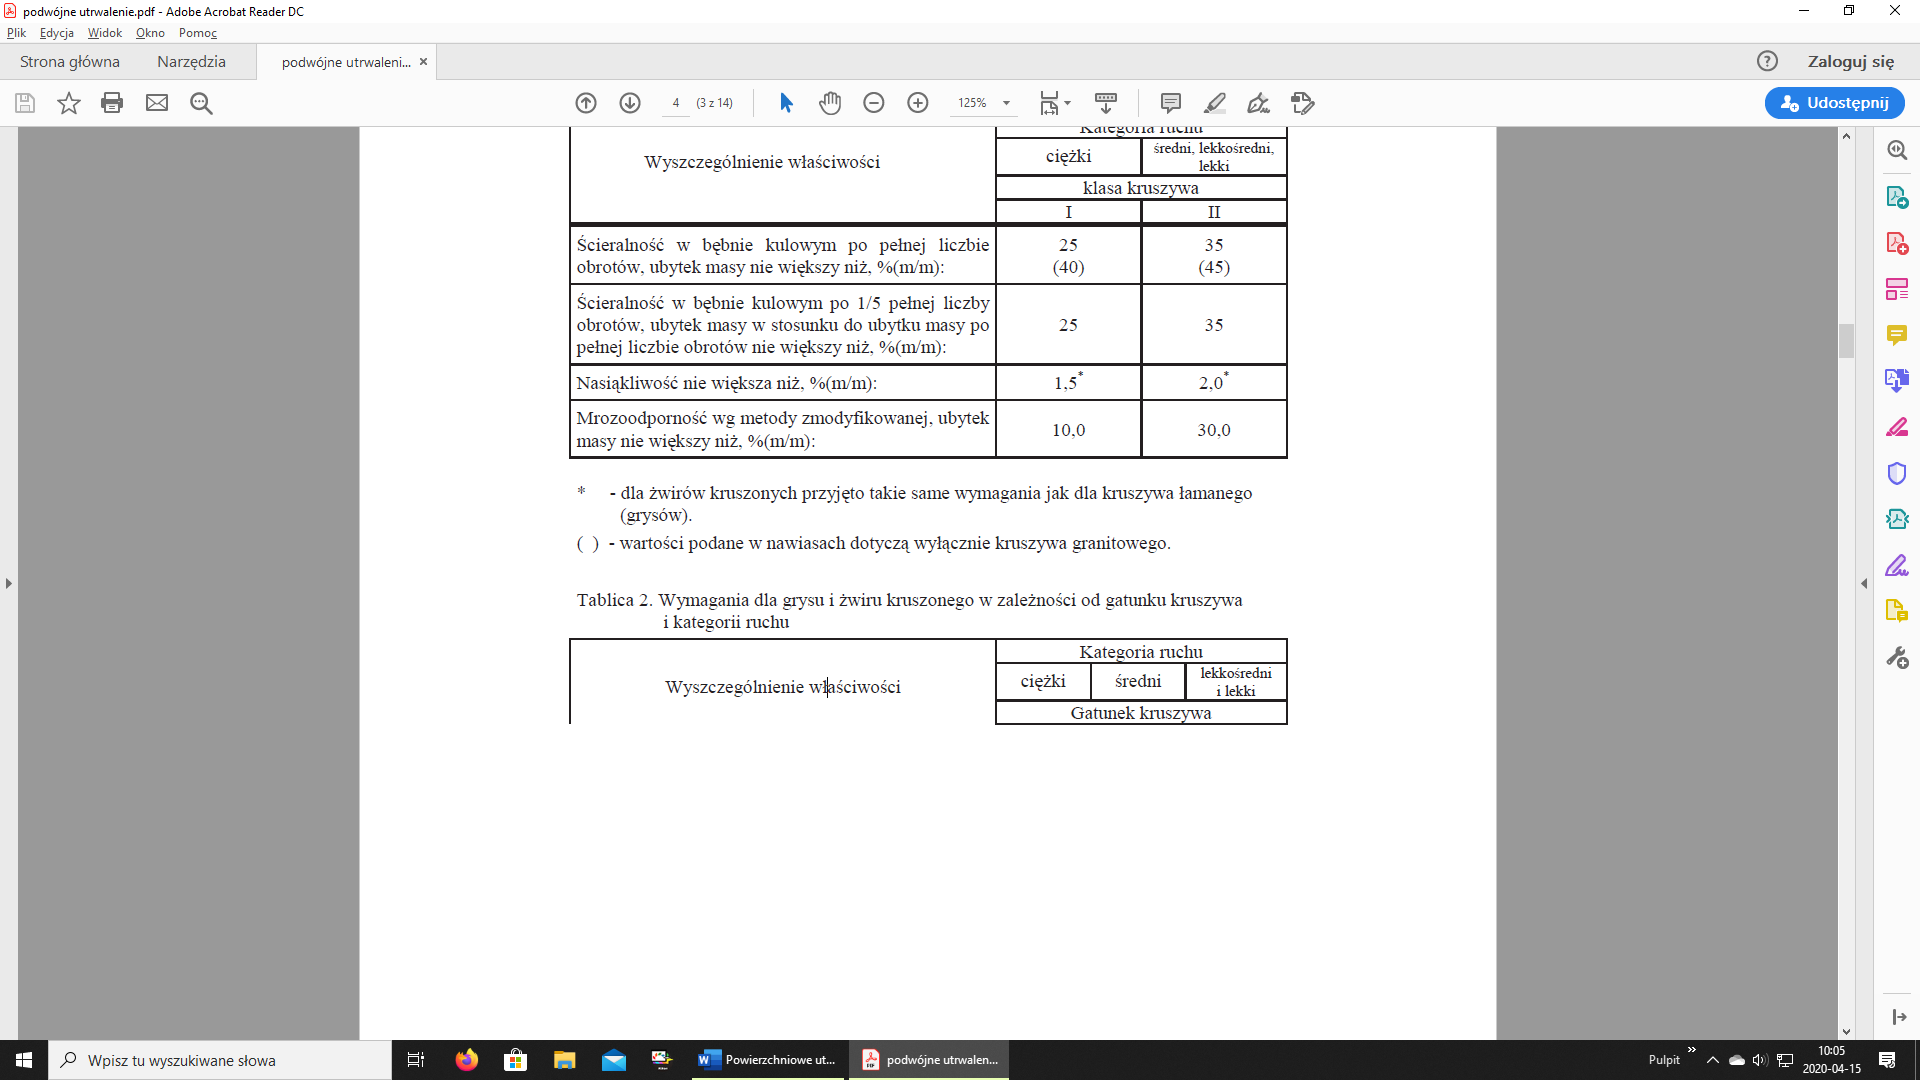 podwójne utrwalenie.pdf - Adobe Acrobat Reader DC
Plik Edycja Widok Okno Pomoc
Strona główna Narzędzia podwójne utrwaleni... × Zaloguj się
4 (3 z 14) 125% Udostępnij
Kategoria ruchu
Wyszczególnienie właściwości
ciężki
średni, lekkośredni,
lekki
klasa kruszywa
I II
Ścieralność w bębnie kulowym po pełnej liczbie
obrotów, ubytek masy nie większy niż, %(m/m):
25
(40)
35
(45)
Ścieralność w bębnie kulowym po 1/5 pełnej liczby
obrotów, ubytek masy w stosunku do ubytku masy po
pełnej liczbie obrotów nie większy niż, %(m/m):
25 35
Nasiąkliwość nie większa niż, %(m/m): 1,5* 2,0*
Mrozoodporność wg metody zmodyfikowanej, ubytek
masy nie większy niż, %(m/m):
10,0 30,0
* - dla żwirów kruszonych przyjęto takie same wymagania jak dla kruszywa łamanego
(grysów).
( ) - wartości podane w nawiasach dotyczą wyłącznie kruszywa granitowego.
Tablica 2. Wymagania dla grysu i żwiru kruszonego w zależności od gatunku kruszywa
i kategorii ruchu
Wyszczególnienie właściwości
Kategoria ruchu
ciężki średni
lekkośredni
i lekki
Gatunek kruszywa
Wpisz tu wyszukiwane słowa Powierzchniowe ut... podwójne utrwalen... Pulpit » 10:05
2020-04-15